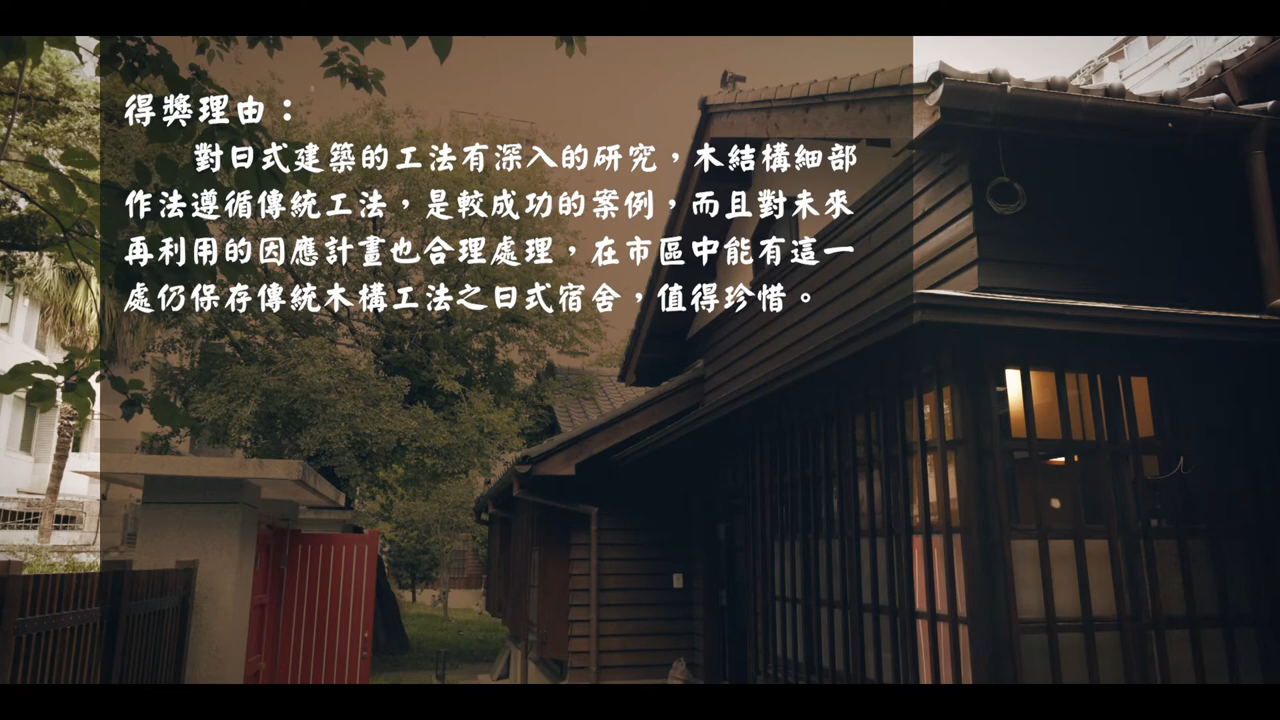 得獎理由：
對日式建築的工法有深入的研究，木結構細部
作法遵循傳統工法，是較成功的案例，而且對未來
再利用的因應計畫也合理處理，在市區中能有這一
處仍保存傳統木構工法之日式宿舍，值得珍惜。